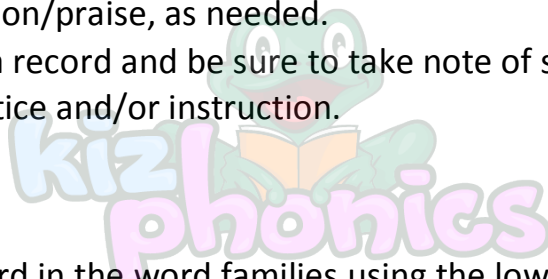 on/praise, as needed.
record and be sure to take note of s
tice and/or instruction.
kiz
phonics
rd in the word families using the low